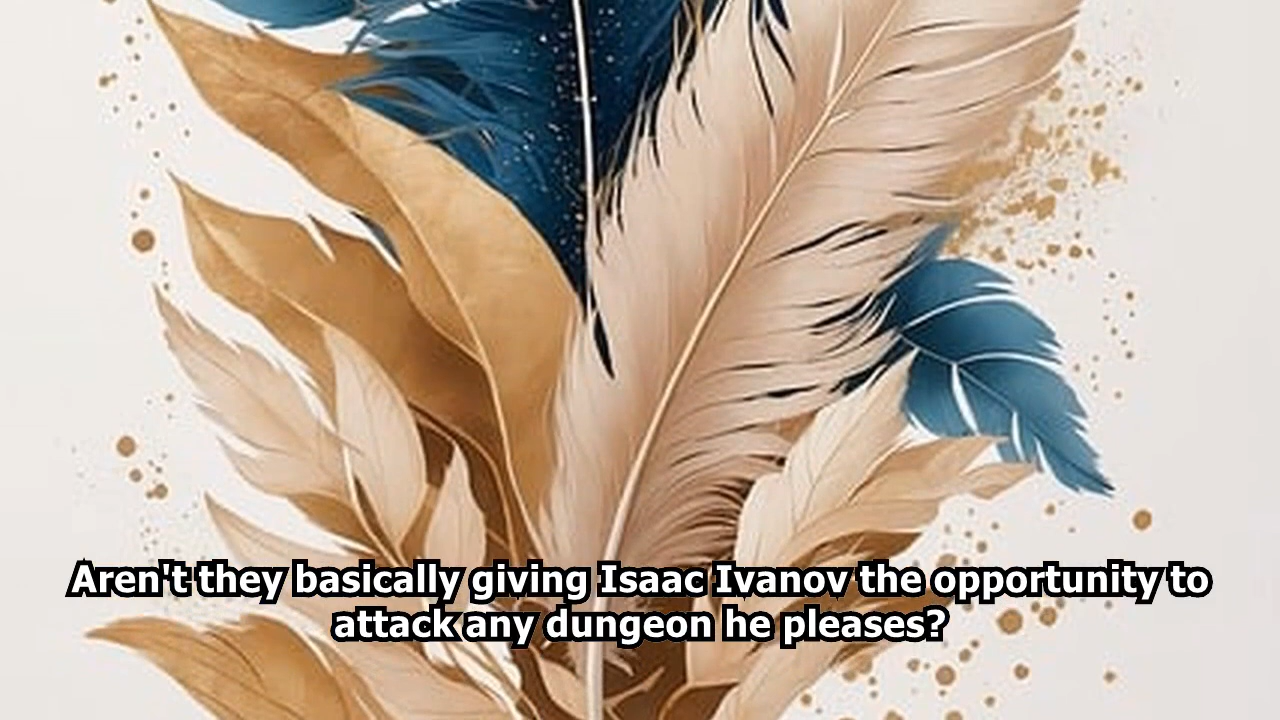 Aren't they basically giving Isaac Ivanov the opportunity to
attack any dungeon he pleases?